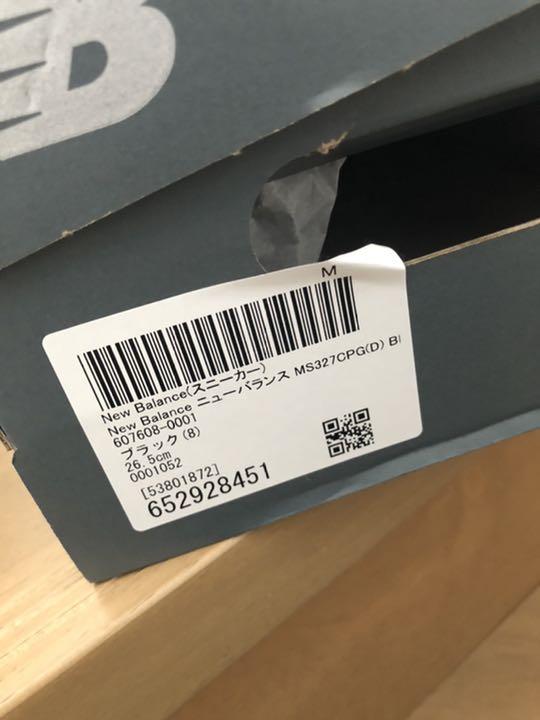 M
New Balance(スニーカー)
New Balance ニューバランス MS327CPG(D) Bl
607608-0001
ブラック(8)
26.5cm
0001052
[53801872]
652928451